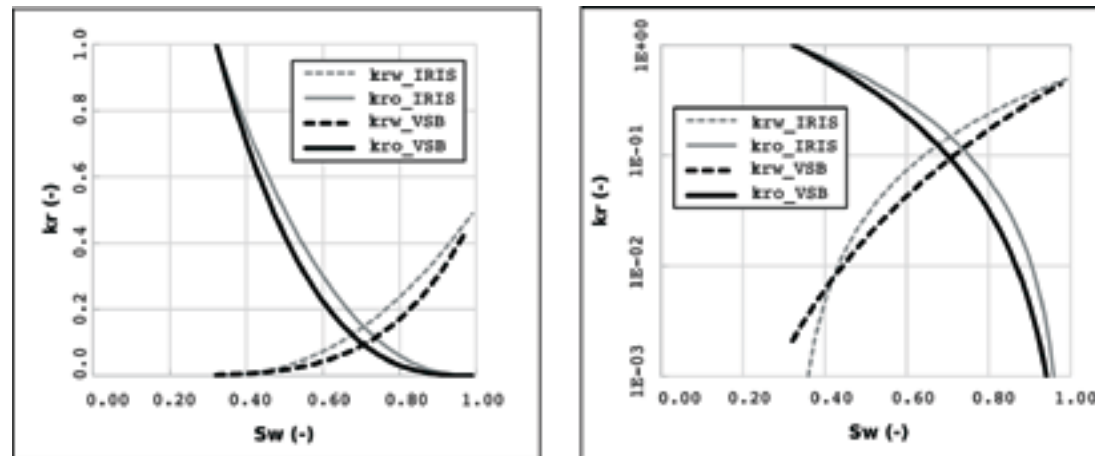 1.0
0.8
0.6
0.4
0.2
0.0
kr (-)
krw_IRIS
kro_IRIS
krw_VSB
kro_VSB
0.00 0.20 0.40 0.60 0.80 1.00
Sw (-)
1E+00
1E-01
1E-02
1E-03
kr (-)
krw_IRIS
kro_IRIS
krw_VSB
kro_VSB
0.00 0.20 0.40 0.60 0.80 1.00
Sw (-)